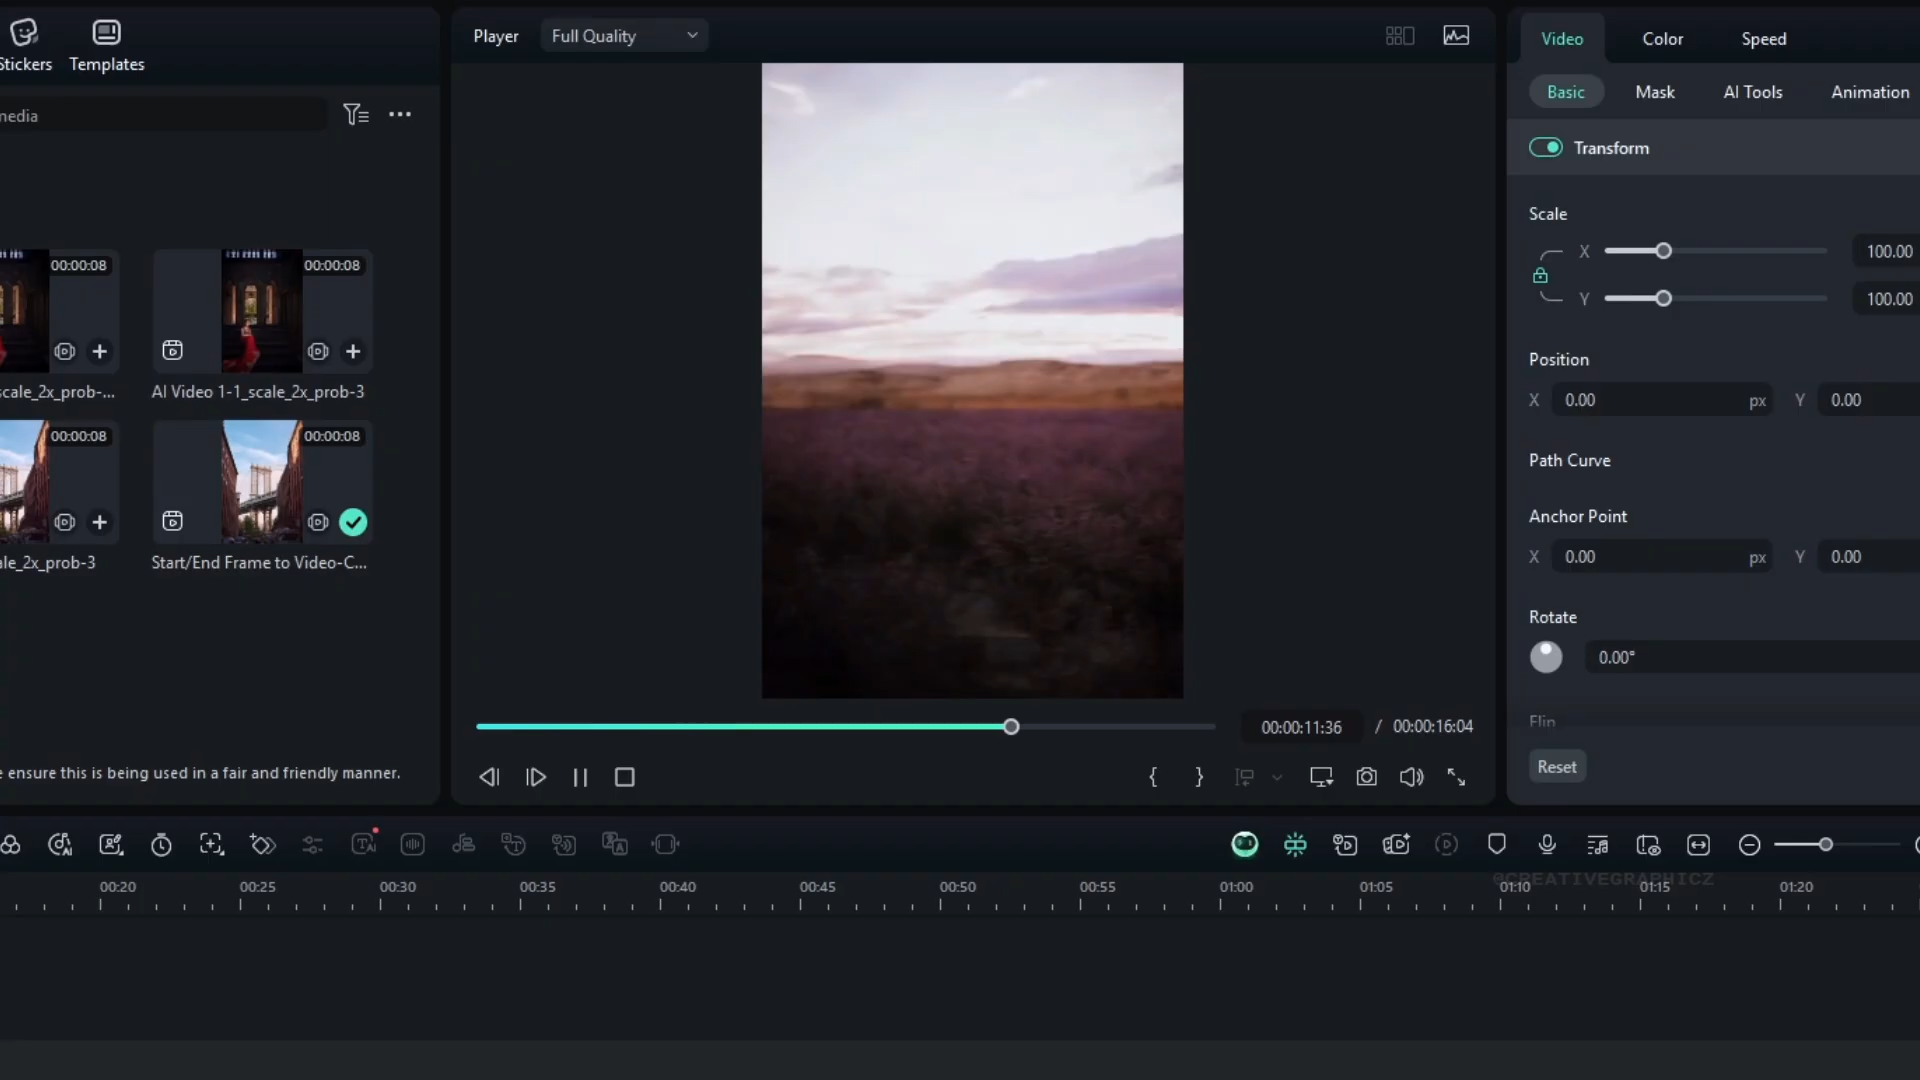 Stickers
Templates
Player
Full Quality
Video
Color
Speed
Basic
Mask
AI Tools
Animation
media
Transform
Scale
X
100.00
Y
100.00
00:00:08
00:00:08
scale_2x_prob-...
AI Video 1-1_scale_2x_prob-3
Position
X 0.00 px Y 0.00
00:00:08
00:00:08
Path Curve
Anchor Point
X 0.00 px Y 0.00
ale_2x_prob-3
Start/End Frame to Video-C...
Rotate
0.00°
Flip
00:00:11:36 / 00:00:16:04
Reset
e ensure this is being used in a fair and friendly manner.
@CREATIVEGRAPHICZ
00:20 00:25 00:30 00:35 00:40 00:45 00:50 00:55 01:00 01:05 01:10 01:15 01:20